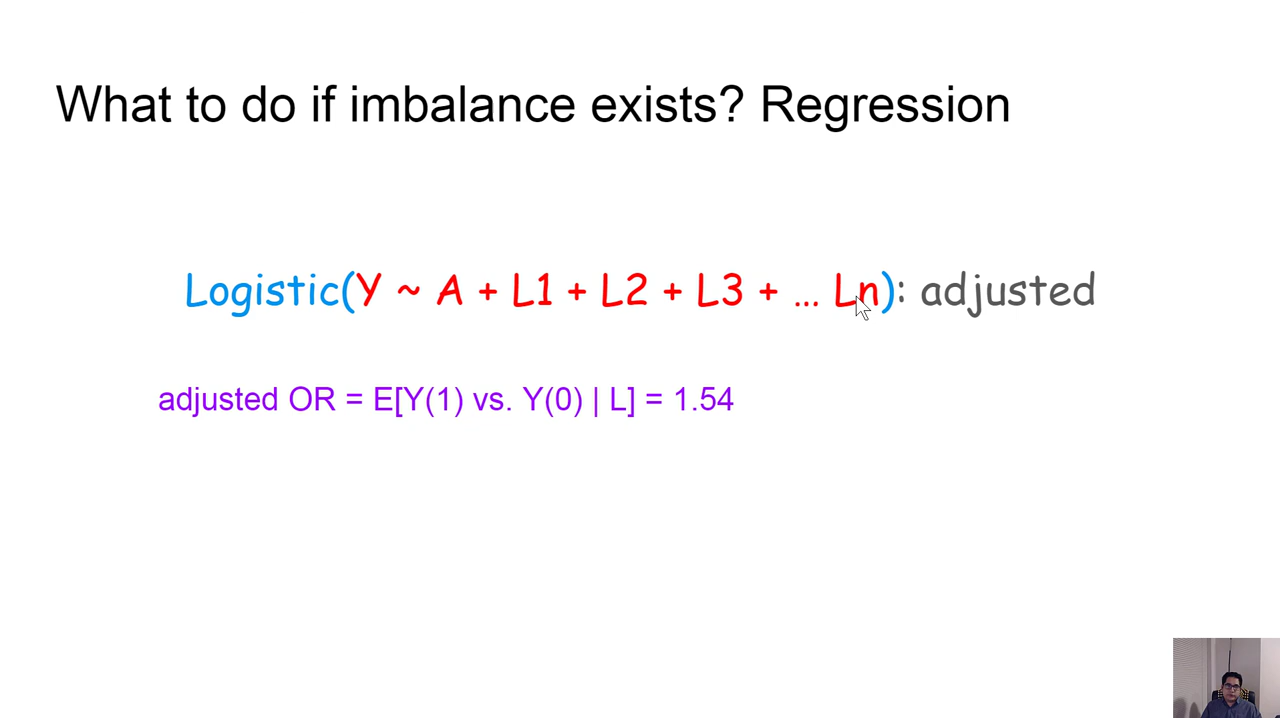 What to do if imbalance exists? Regression
Logistic(Y ~ A + L1 + L2 + L3 + ... Ln): adjusted
adjusted OR = E[Y(1) vs. Y(0) | L] = 1.54